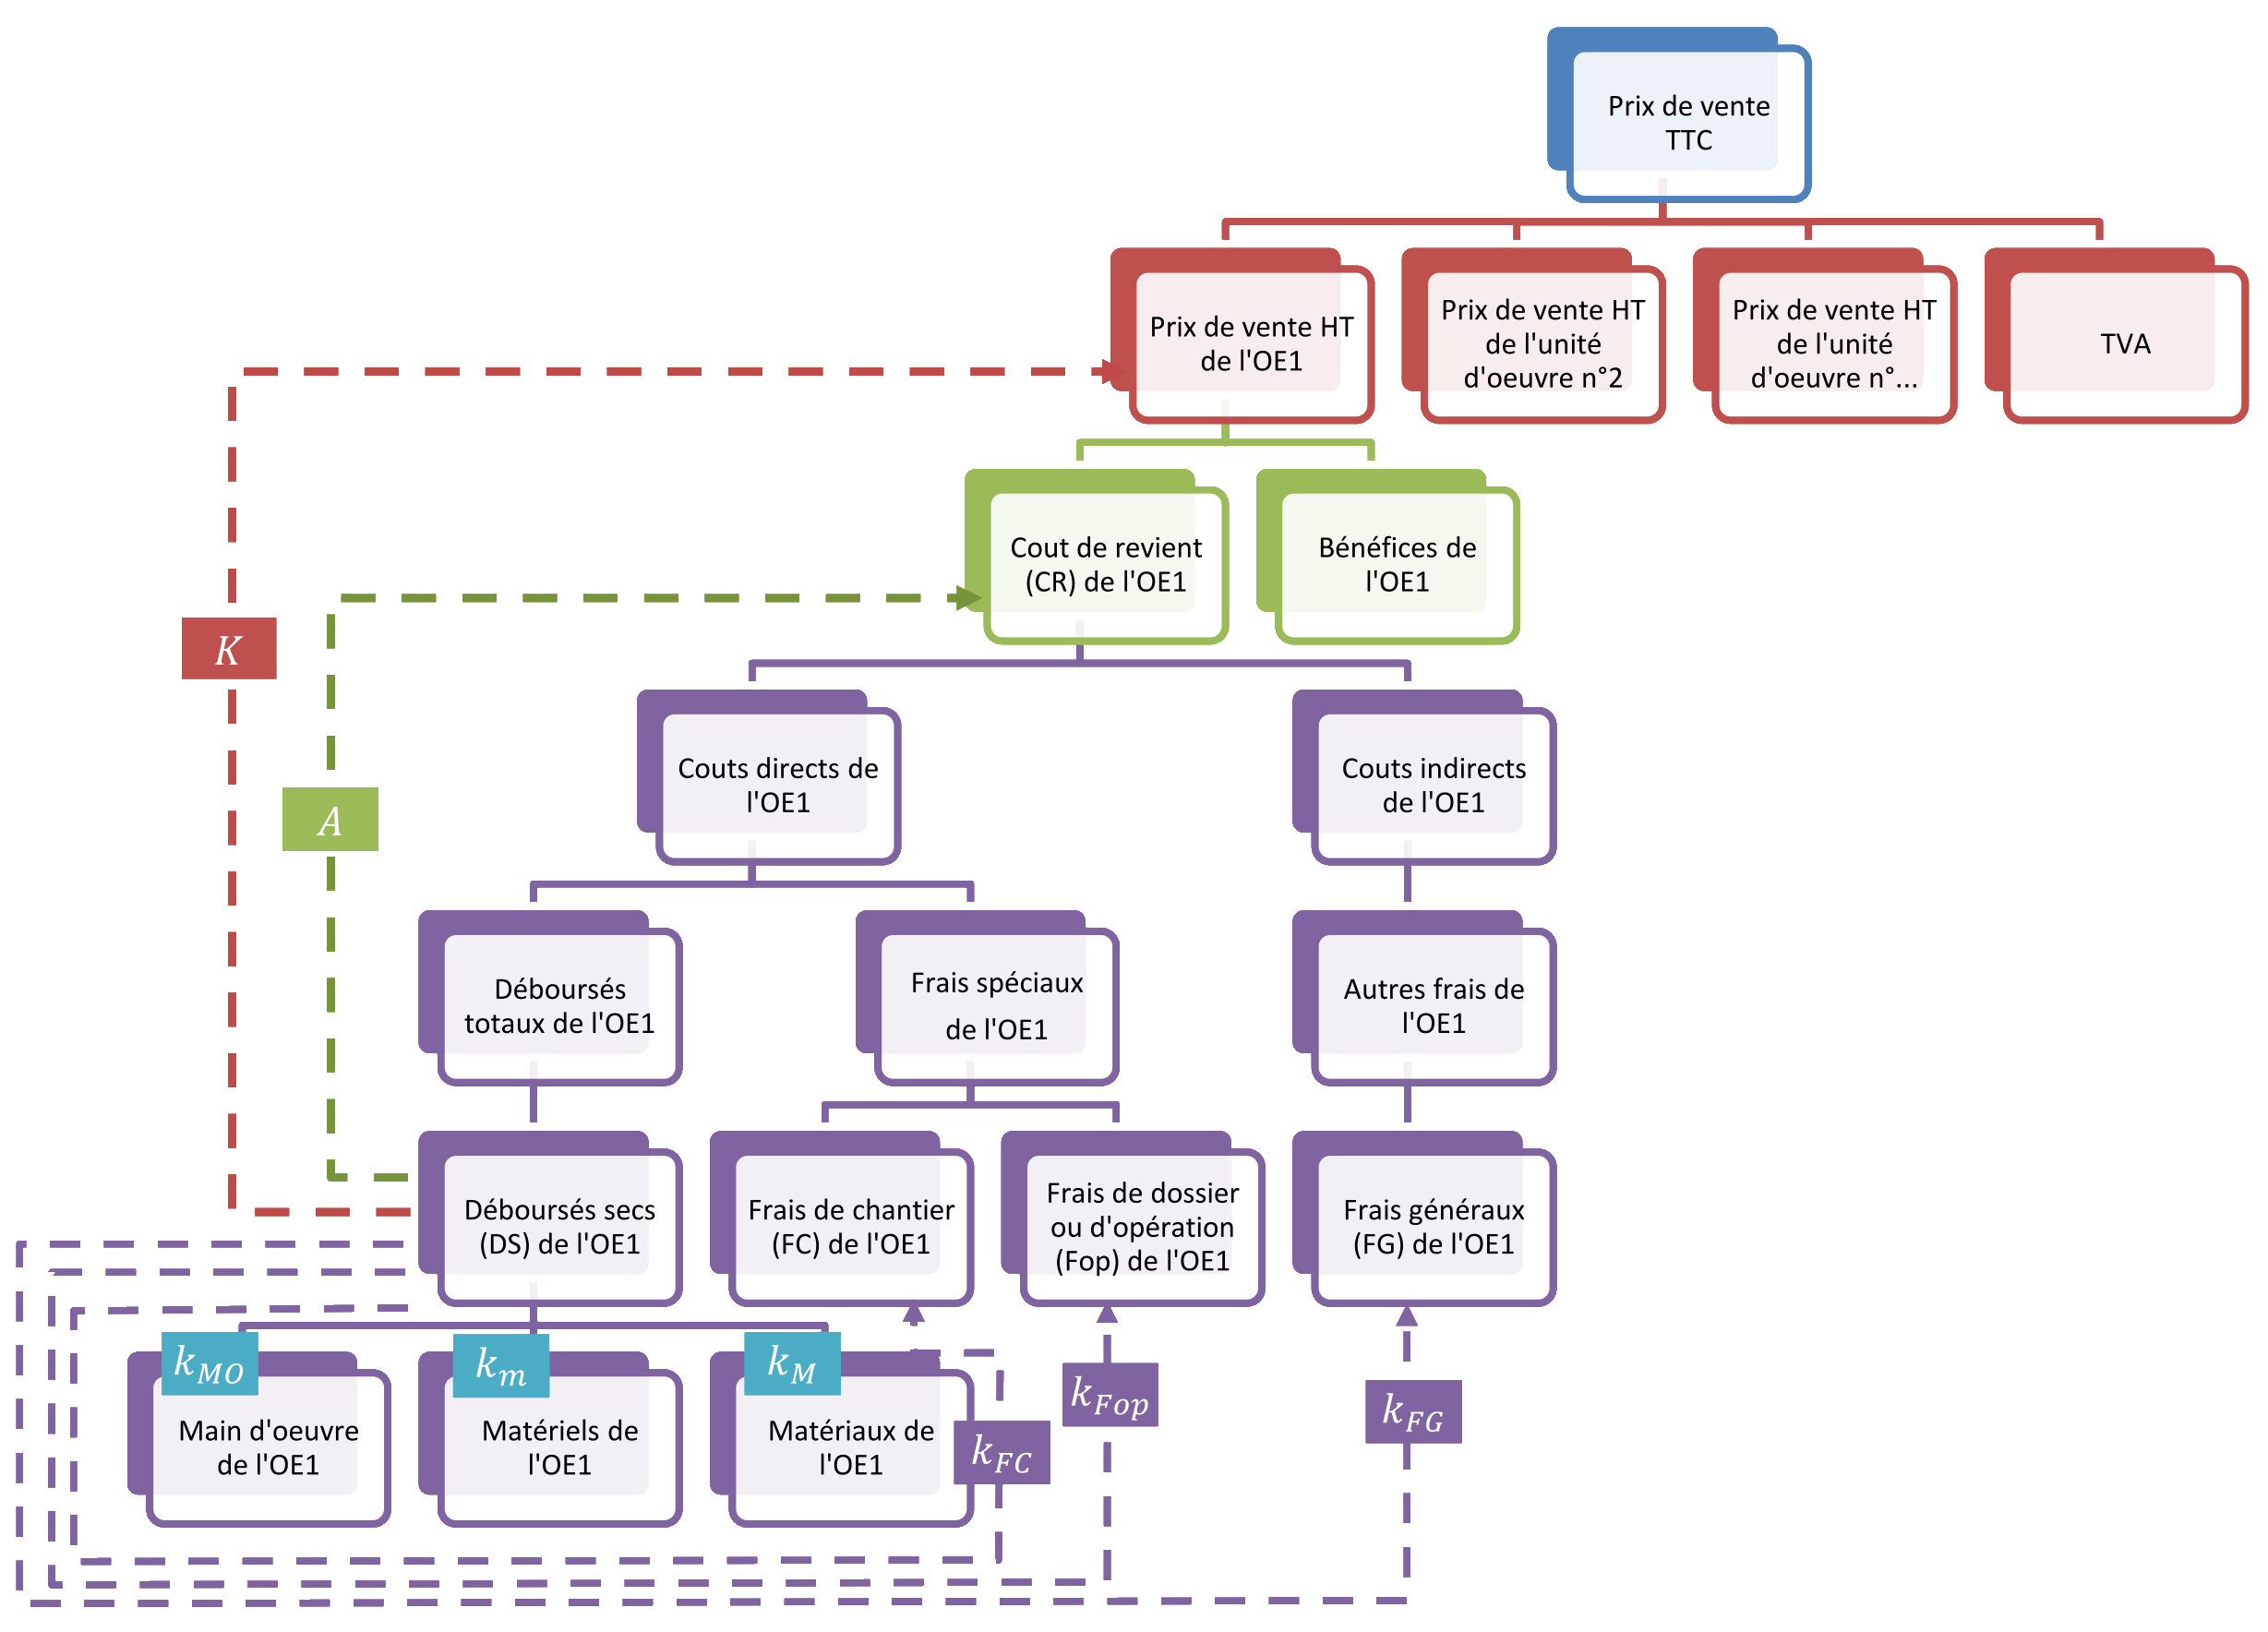 Prix de vente
TTC
Prix de vente HT
de l'OE1
Prix de vente HT
de l'unité
d'oeuvre n°2
Prix de vente HT
de l'unité
d'oeuvre n°...
TVA
Cout de revient
(CR) de l'OE1
Bénéfices de
l'OE1
K
A
Couts directs de
l'OE1
Couts indirects
de l'OE1
Déboursés
totaux de l'OE1
Frais spéciaux
de l'OE1
Autres frais de
l'OE1
Déboursés secs
(DS) de l'OE1
Frais de chantier
(FC) de l'OE1
Frais de dossier
ou d'opération
(Fop) de l'OE1
Frais généraux
(FG) de l'OE1
k_{MO}
k_m
k_M
k_{Fop}
k_{FG}
k_{FC}
Main d'oeuvre
de l'OE1
Matériels de
l'OE1
Matériaux de
l'OE1